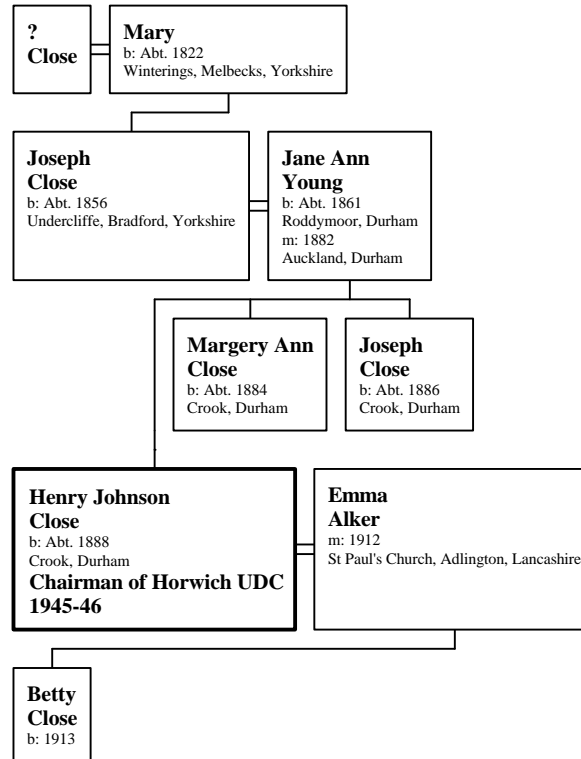 ?
Close
Mary
b: Abt. 1822
Winterings, Melbecks, Yorkshire
Joseph
Close
b: Abt. 1856
Undercliffe, Bradford, Yorkshire
Jane Ann
Young
b: Abt. 1861
Roddymoor, Durham
m: 1882
Auckland, Durham
Margery Ann
Close
b: Abt. 1884
Crook, Durham
Joseph
Close
b: Abt. 1886
Crook, Durham
Henry Johnson
Close
b: Abt. 1888
Crook, Durham
Chairman of Horwich UDC
1945-46
Emma
Alker
m: 1912
St Paul's Church, Adlington, Lancashire
Betty
Close
b: 1913